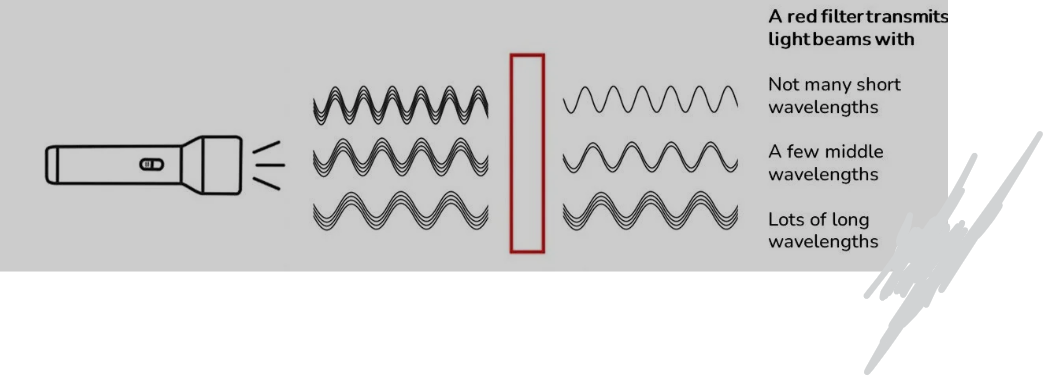 A red filter transmits
light beams with
Not many short
wavelengths
A few middle
wavelengths
Lots of long
wavelengths